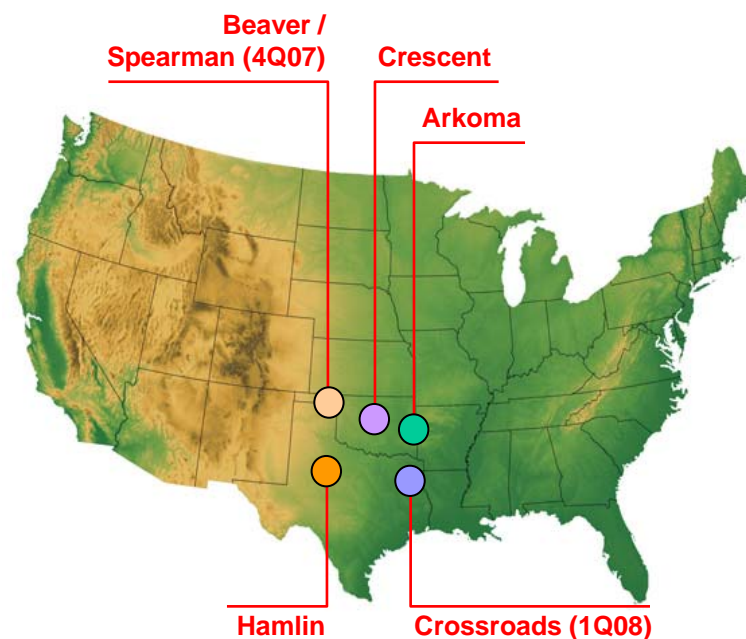 Beaver /
Spearman (4Q07)
Crescent
Arkoma
Hamlin
Crossroads (1Q08)